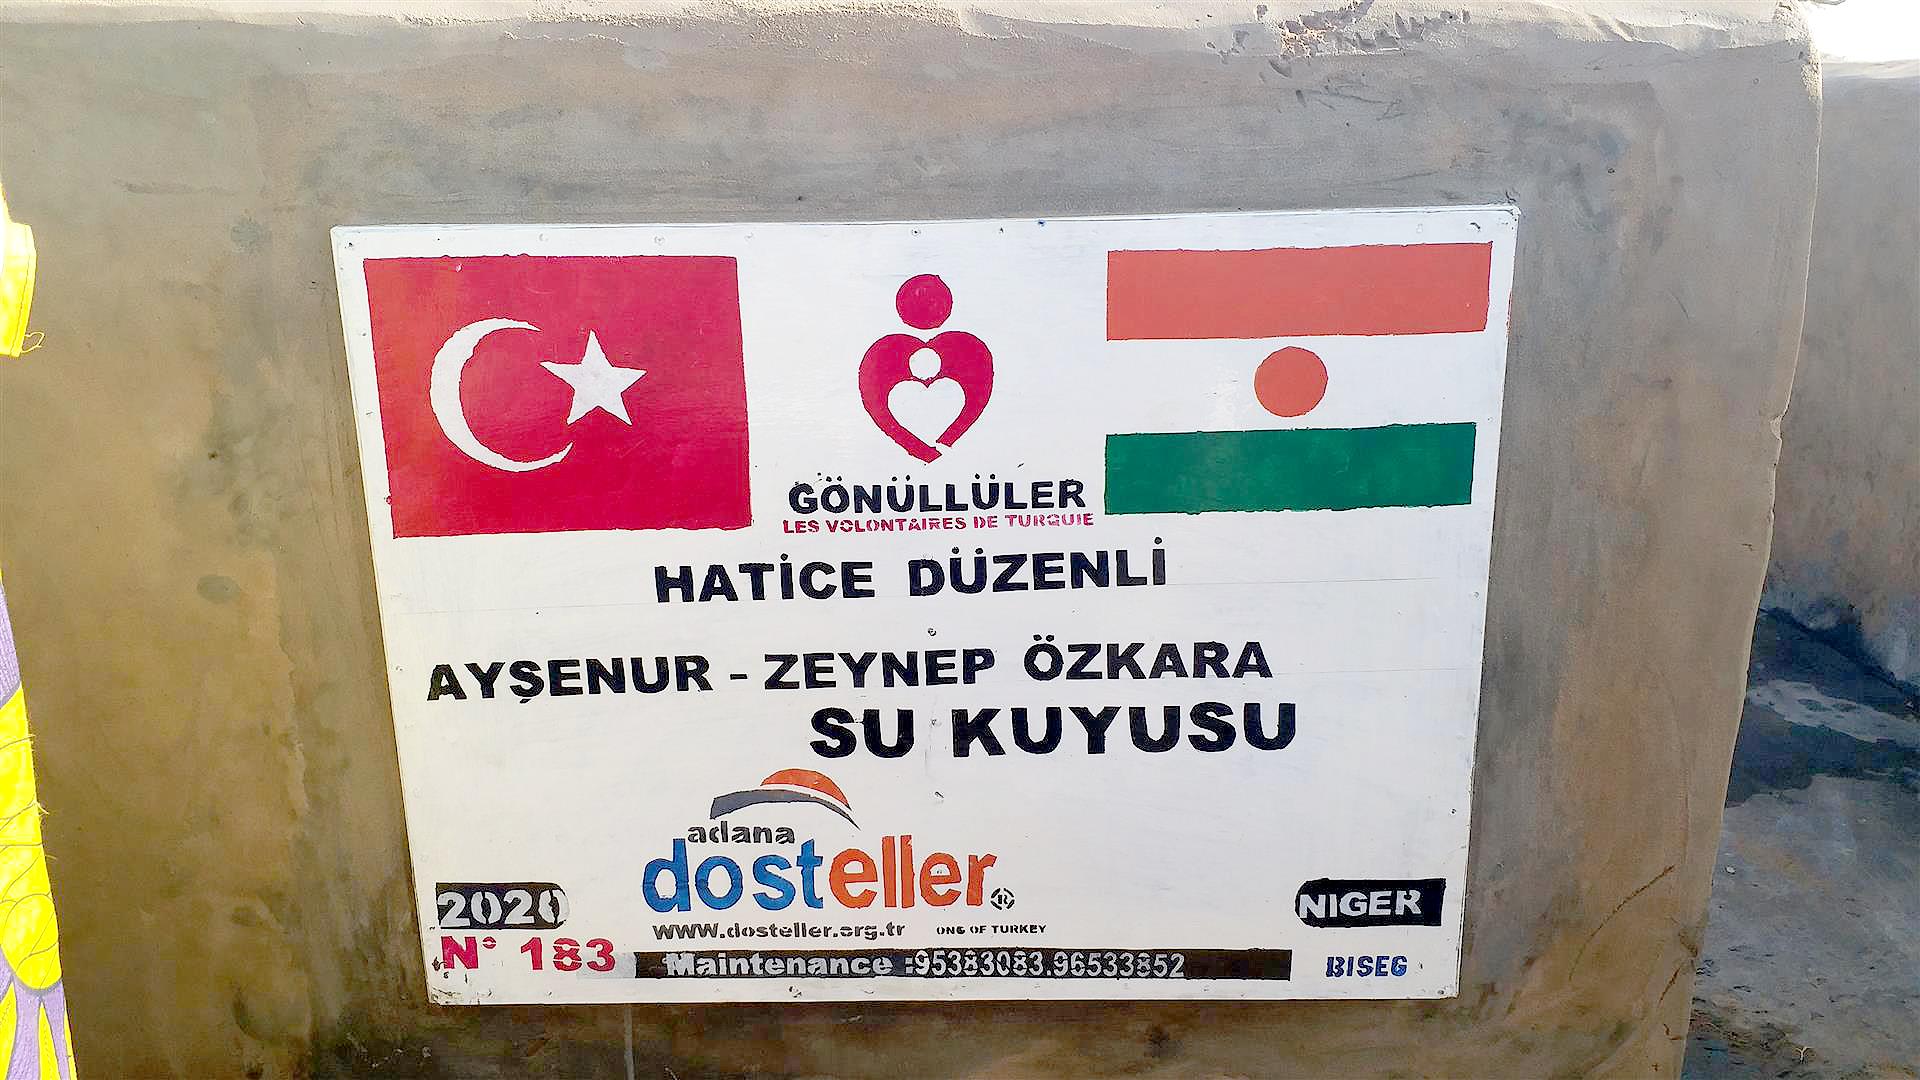 GÖNÜLLÜLER
LES VOLONTAIRES DE TURQUIE
HATİCE DÜZENLİ
AYŞENUR - ZEYNEP ÖZKARA
SU KUYUSU
adana
dosteller ®
www.dosteller.org.tr ONG OF TURKEY
2020
NIGER
N° 183
Maintenance :95383083.96533852
BISEG